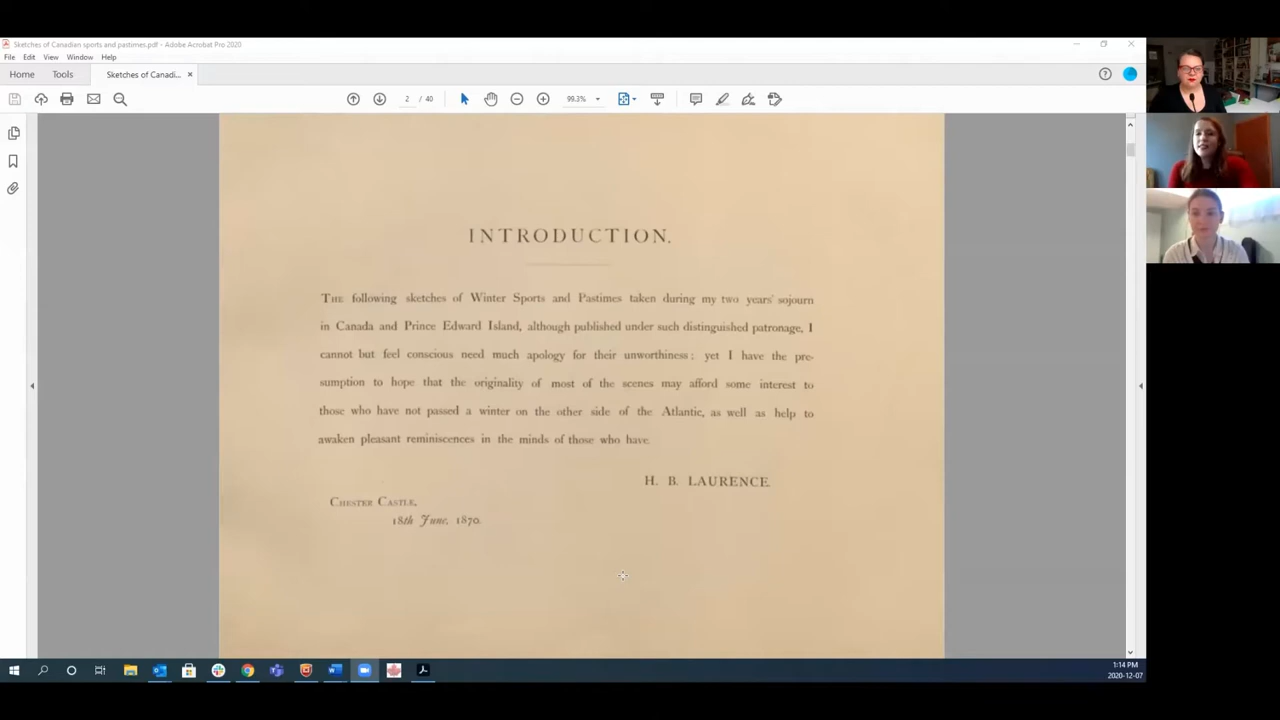 Sketches of Canadian sports and pastimes.pdf - Adobe Acrobat Pro 2020
File Edit View Window Help
Home Tools Sketches of Canadi... ×
2 / 40 99.3%
INTRODUCTION.
THE following sketches of Winter Sports and Pastimes taken during my two years' sojourn
in Canada and Prince Edward Island, although published under such distinguished patronage, I
cannot but feel conscious need much apology for their unworthiness; yet I have the pre-
sumption to hope that the originality of most of the scenes may afford some interest to
those who have not passed a winter on the other side of the Atlantic, as well as help to
awaken pleasant reminiscences in the minds of those who have.
H. B. LAURENCE.
CHESTER CASTLE,
18th June, 1870.
1:14 PM
2020-12-07